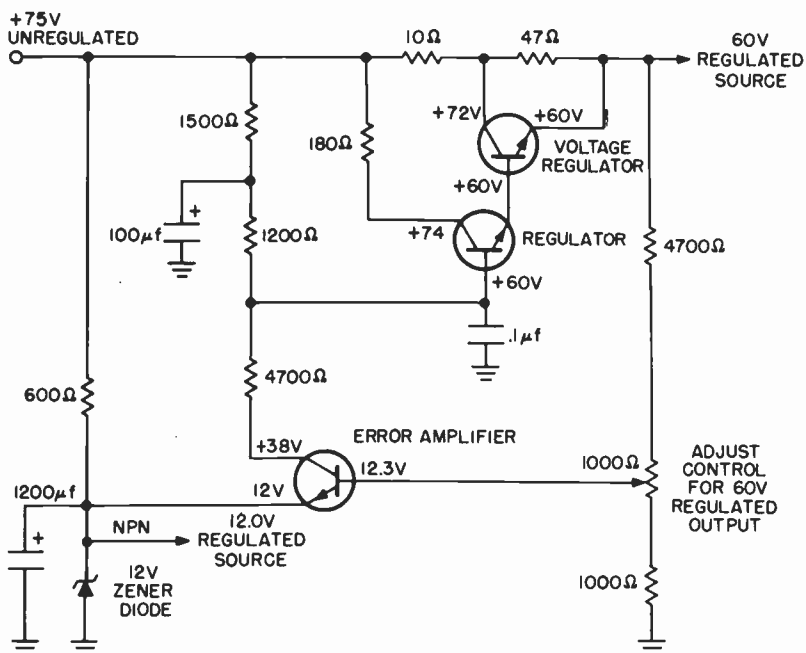 +75V
UNREGULATED
10Ω
47Ω
60V
REGULATED
SOURCE
1500Ω
180Ω
+72V
+60V
VOLTAGE
REGULATOR
+60V
100µf
+
1200Ω
+74
REGULATOR
+60V
4700Ω
.1µf
4700Ω
600Ω
ERROR AMPLIFIER
+38V
12.3V
12V
1000Ω
ADJUST
CONTROL
FOR 60V
REGULATED
OUTPUT
1200µf
+
NPN
12.0V
REGULATED
SOURCE
12V
ZENER
DIODE
1000Ω